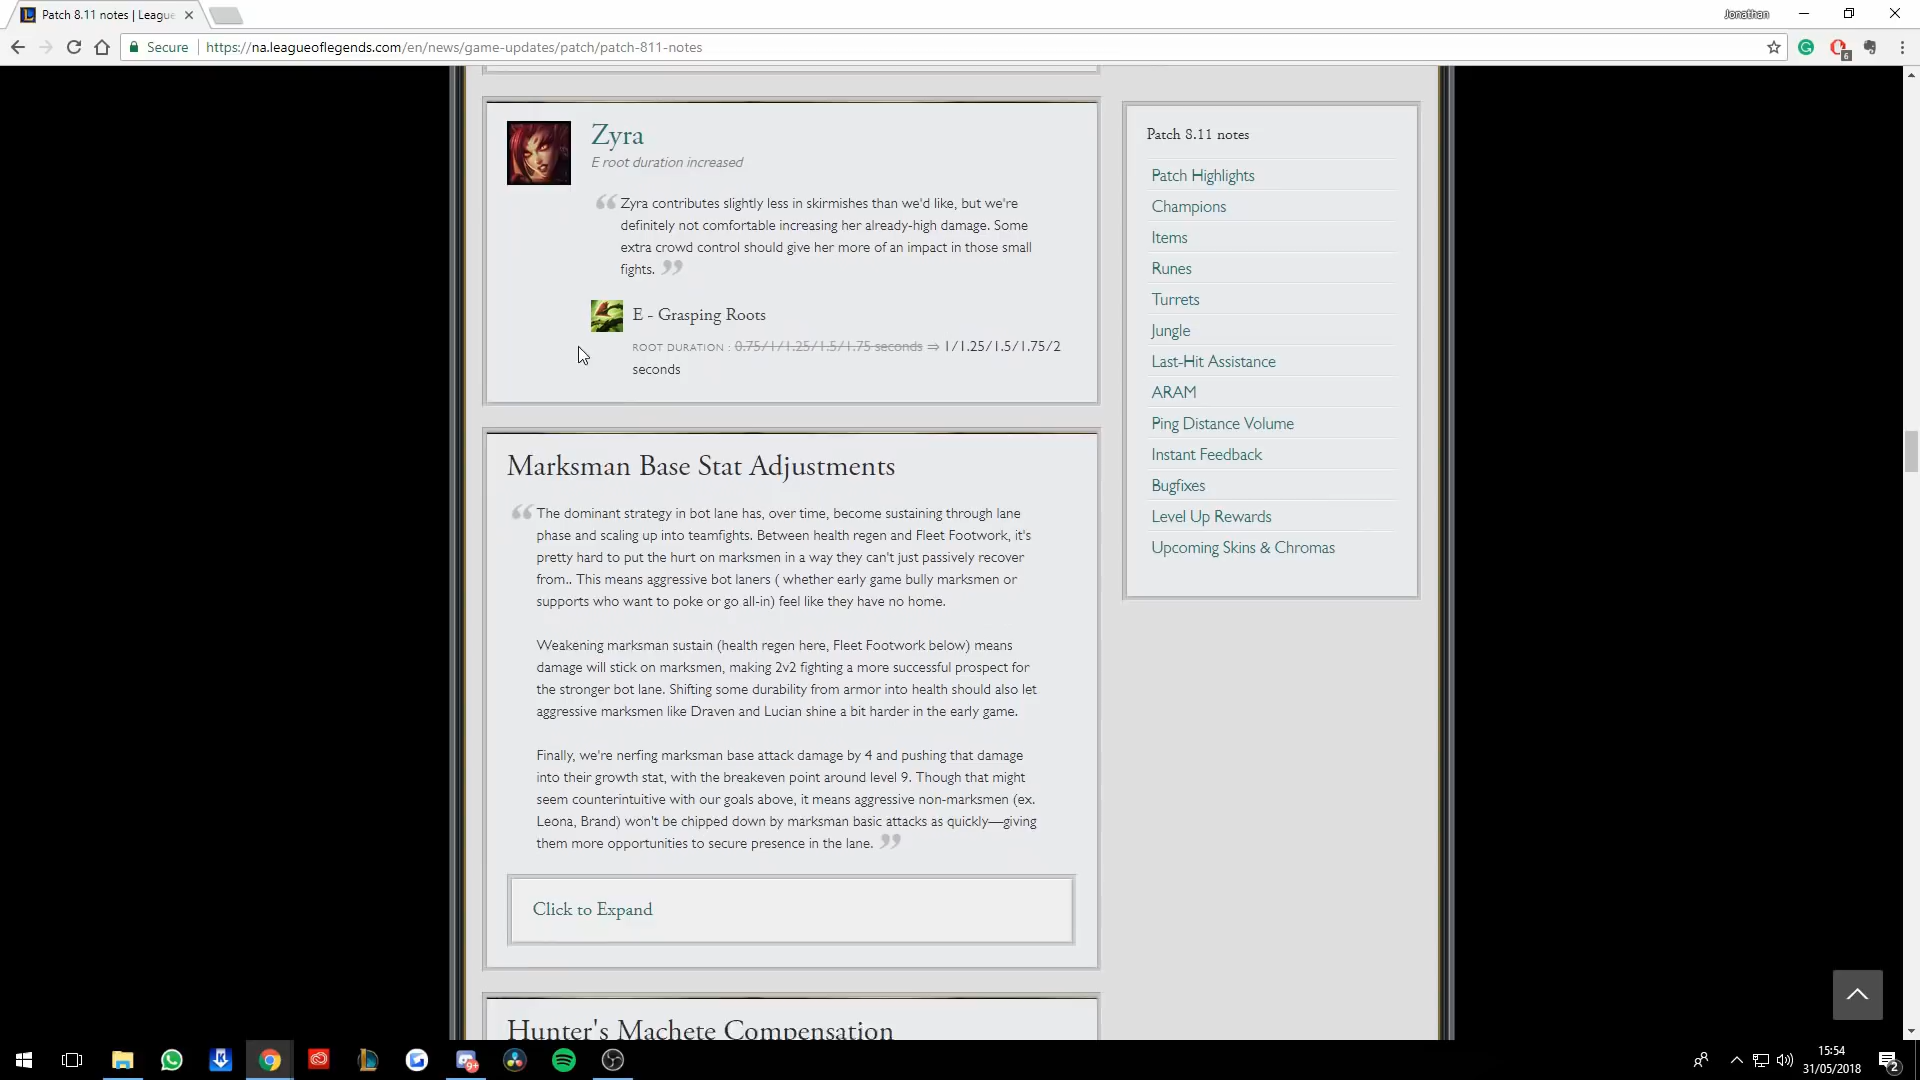 Patch 8.11 notes | League
Jonathan
Secure
https://na.leagueoflegends.com/en/news/game-updates/patch/patch-811-notes
6
Zyra
E root duration increased
Zyra contributes slightly less in skirmishes than we'd like, but we're
definitely not comfortable increasing her already-high damage. Some
extra crowd control should give her more of an impact in those small
fights.
E - Grasping Roots
ROOT DURATION : 0.75/1/1.25/1.5/1.75 seconds ⇒ 1/1.25/1.5/1.75/2
seconds
Marksman Base Stat Adjustments
The dominant strategy in bot lane has, over time, become sustaining through lane
phase and scaling up into teamfights. Between health regen and Fleet Footwork, it's
pretty hard to put the hurt on marksmen in a way they can't just passively recover
from.. This means aggressive bot laners ( whether early game bully marksmen or
supports who want to poke or go all-in) feel like they have no home.
Weakening marksman sustain (health regen here, Fleet Footwork below) means
damage will stick on marksmen, making 2v2 fighting a more successful prospect for
the stronger bot lane. Shifting some durability from armor into health should also let
aggressive marksmen like Draven and Lucian shine a bit harder in the early game.
Finally, we're nerfing marksman base attack damage by 4 and pushing that damage
into their growth stat, with the breakeven point around level 9. Though that might
seem counterintuitive with our goals above, it means aggressive non-marksmen (ex.
Leona, Brand) won't be chipped down by marksman basic attacks as quickly—giving
them more opportunities to secure presence in the lane.
Click to Expand
Hunter's Machete Compensation
Patch 8.11 notes
Patch Highlights
Champions
Items
Runes
Turrets
Jungle
Last-Hit Assistance
ARAM
Ping Distance Volume
Instant Feedback
Bugfixes
Level Up Rewards
Upcoming Skins & Chromas
9+
15:54
31/05/2018
2